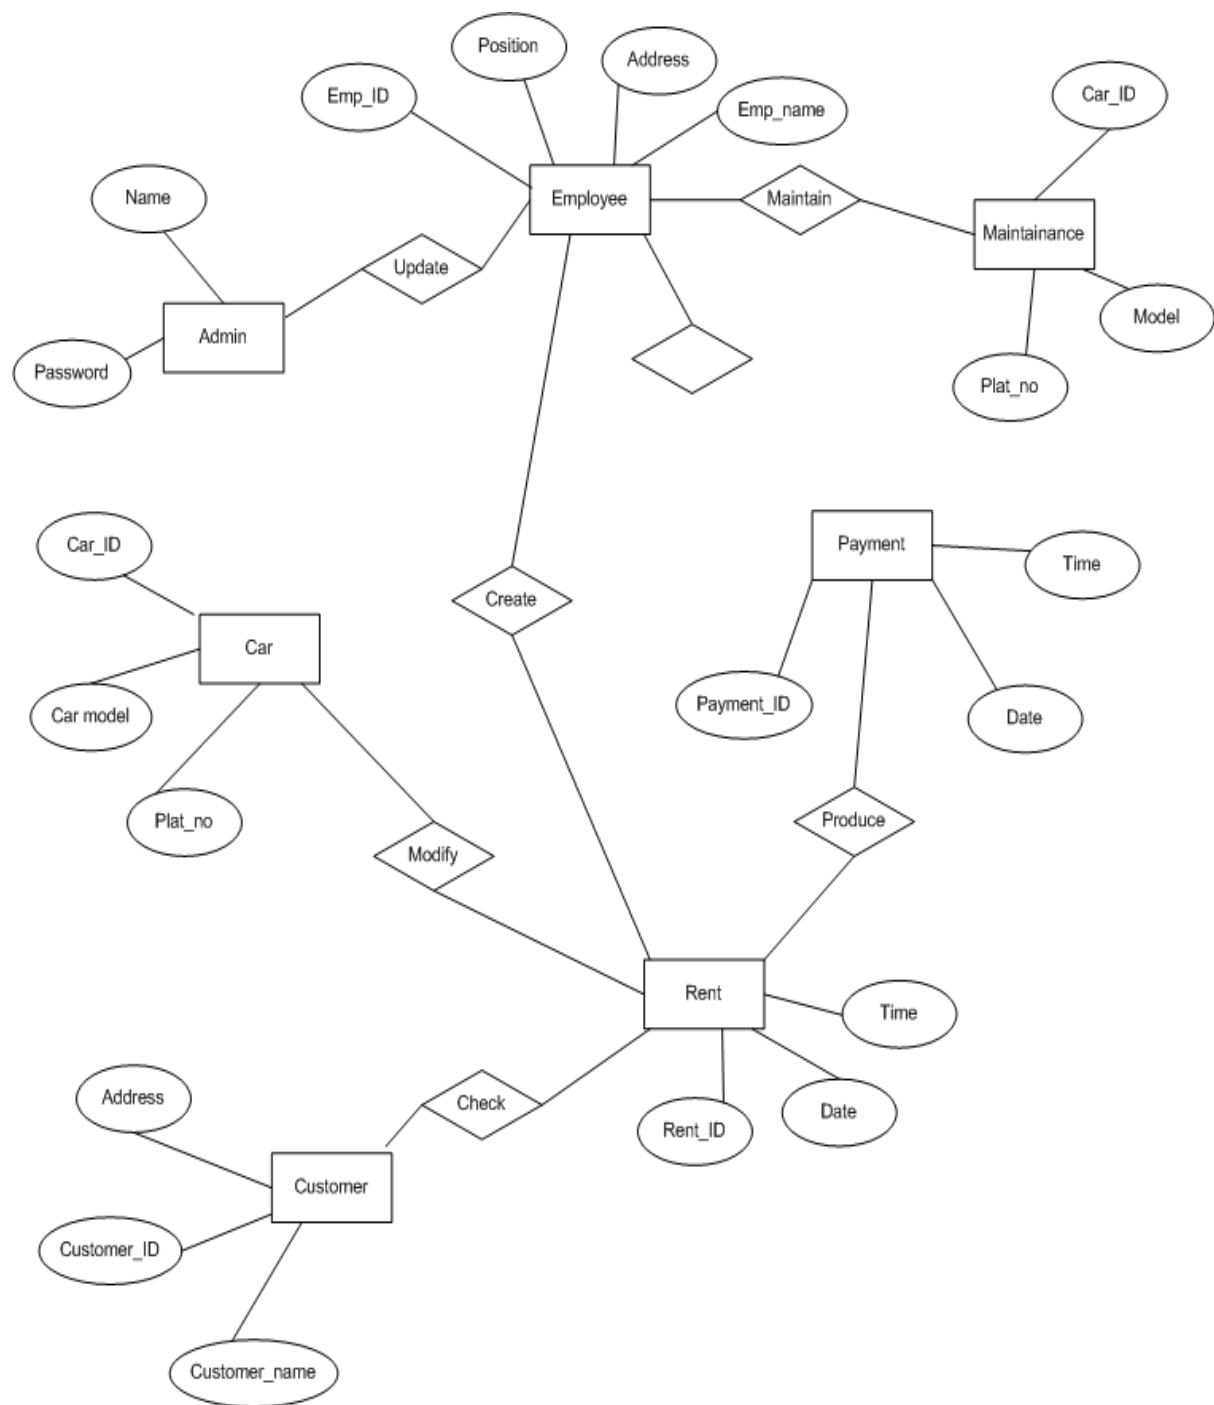 Position
Address
Emp_ID
Car_ID
Emp_name
Name
Employee
Maintain
Maintainance
Update
Model
Admin
Password
Plat_no
Car_ID
Payment
Time
Create
Car
Payment_ID
Car model
Date
Plat_no
Produce
Modify
Rent
Time
Address
Check
Date
Rent_ID
Customer
Customer_ID
Customer_name